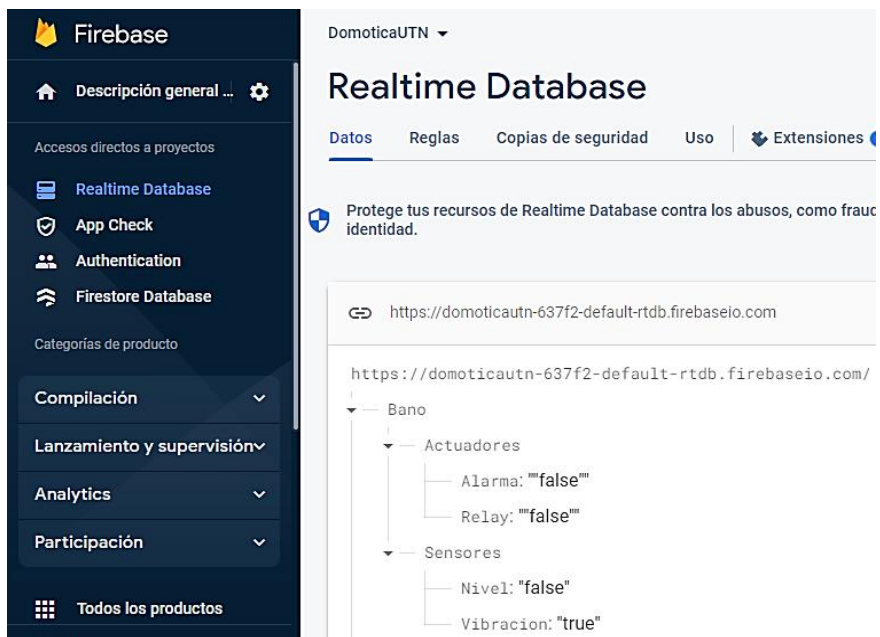 Firebase
Descripción general ...
Accesos directos a proyectos
Realtime Database
App Check
Authentication
Firestore Database
Categorías de producto
Compilación
Lanzamiento y supervisión
Analytics
Participación
Todos los productos
DomoticaUTN
Realtime Database
Datos Reglas Copias de seguridad Uso Extensiones
Protege tus recursos de Realtime Database contra los abusos, como
identidad.
https://domoticautn-637f2-default-rtdb.firebaseio.com
https://domoticautn-637f2-default-rtdb.firebaseio.com/
Bano
Actuadores
Alarma: ""false""
Relay: ""false""
Sensores
Nivel: "false"
Vibracion: "true"